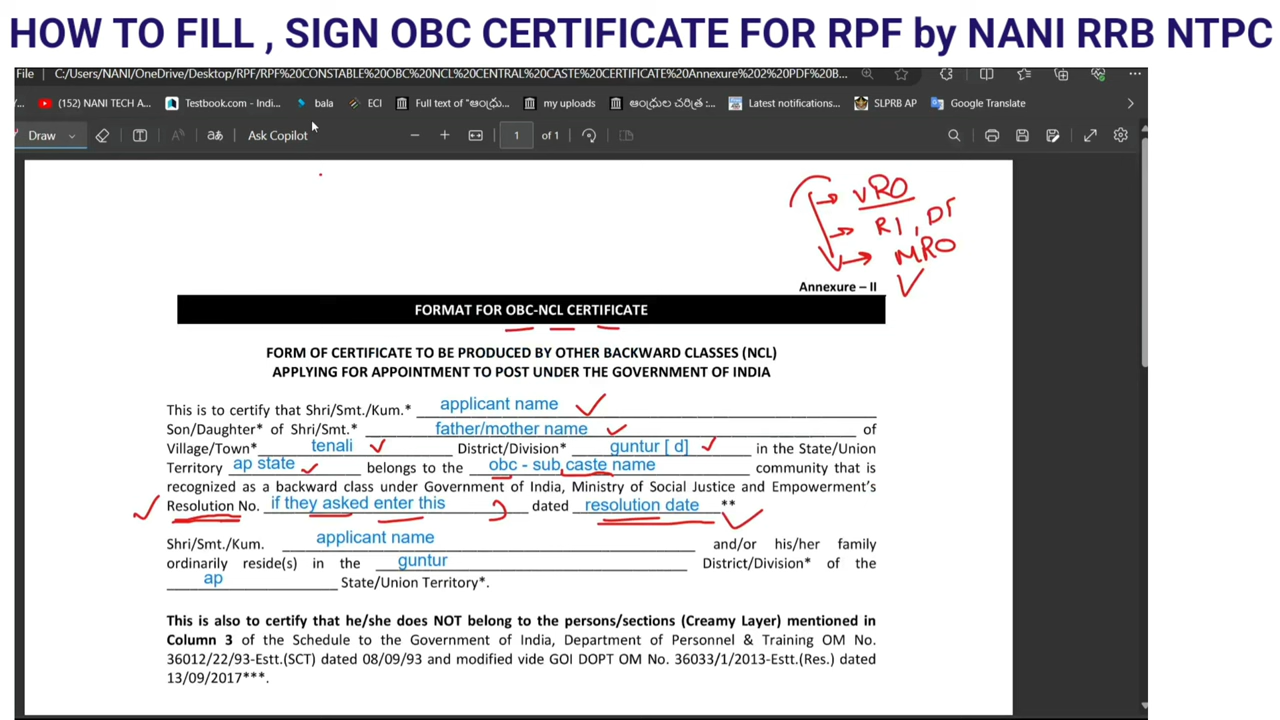 HOW TO FILL , SIGN OBC CERTIFICATE FOR RPF by NANI RRB NTPC
File C:/Users/NANI/OneDrive/Desktop/RPF/RPF%20CONSTABLE%20OBC%20NCL%20CENTRAL%20CASTE%20CERTIFICATE%20Annexure%202%20PDF%20B...
(152) NANI TECH A... Testbook.com - Indi... bala ECI Full text of "ఆంధ్రు... my uploads ఆంధ్రుల చరిత్ర :... Latest notifications... SLPRB AP Google Translate
Draw aあ Ask Copilot 1 of 1
VRO
RI, DT
MRO
Annexure – II
FORMAT FOR OBC-NCL CERTIFICATE
FORM OF CERTIFICATE TO BE PRODUCED BY OTHER BACKWARD CLASSES (NCL)
APPLYING FOR APPOINTMENT TO POST UNDER THE GOVERNMENT OF INDIA
This is to certify that Shri/Smt./Kum.* applicant name
Son/Daughter* of Shri/Smt.* father/mother name of
Village/Town* tenali District/Division* guntur [ d] in the State/Union
Territory ap state belongs to the obc - sub caste name community that is
recognized as a backward class under Government of India, Ministry of Social Justice and Empowerment's
Resolution No. if they asked enter this dated resolution date **
Shri/Smt./Kum. applicant name and/or his/her family
ordinarily reside(s) in the guntur District/Division* of the
ap State/Union Territory*.
This is also to certify that he/she does NOT belong to the persons/sections (Creamy Layer) mentioned in
Column 3 of the Schedule to the Government of India, Department of Personnel & Training OM No.
36012/22/93-Estt.(SCT) dated 08/09/93 and modified vide GOI DOPT OM No. 36033/1/2013-Estt.(Res.) dated
13/09/2017***.